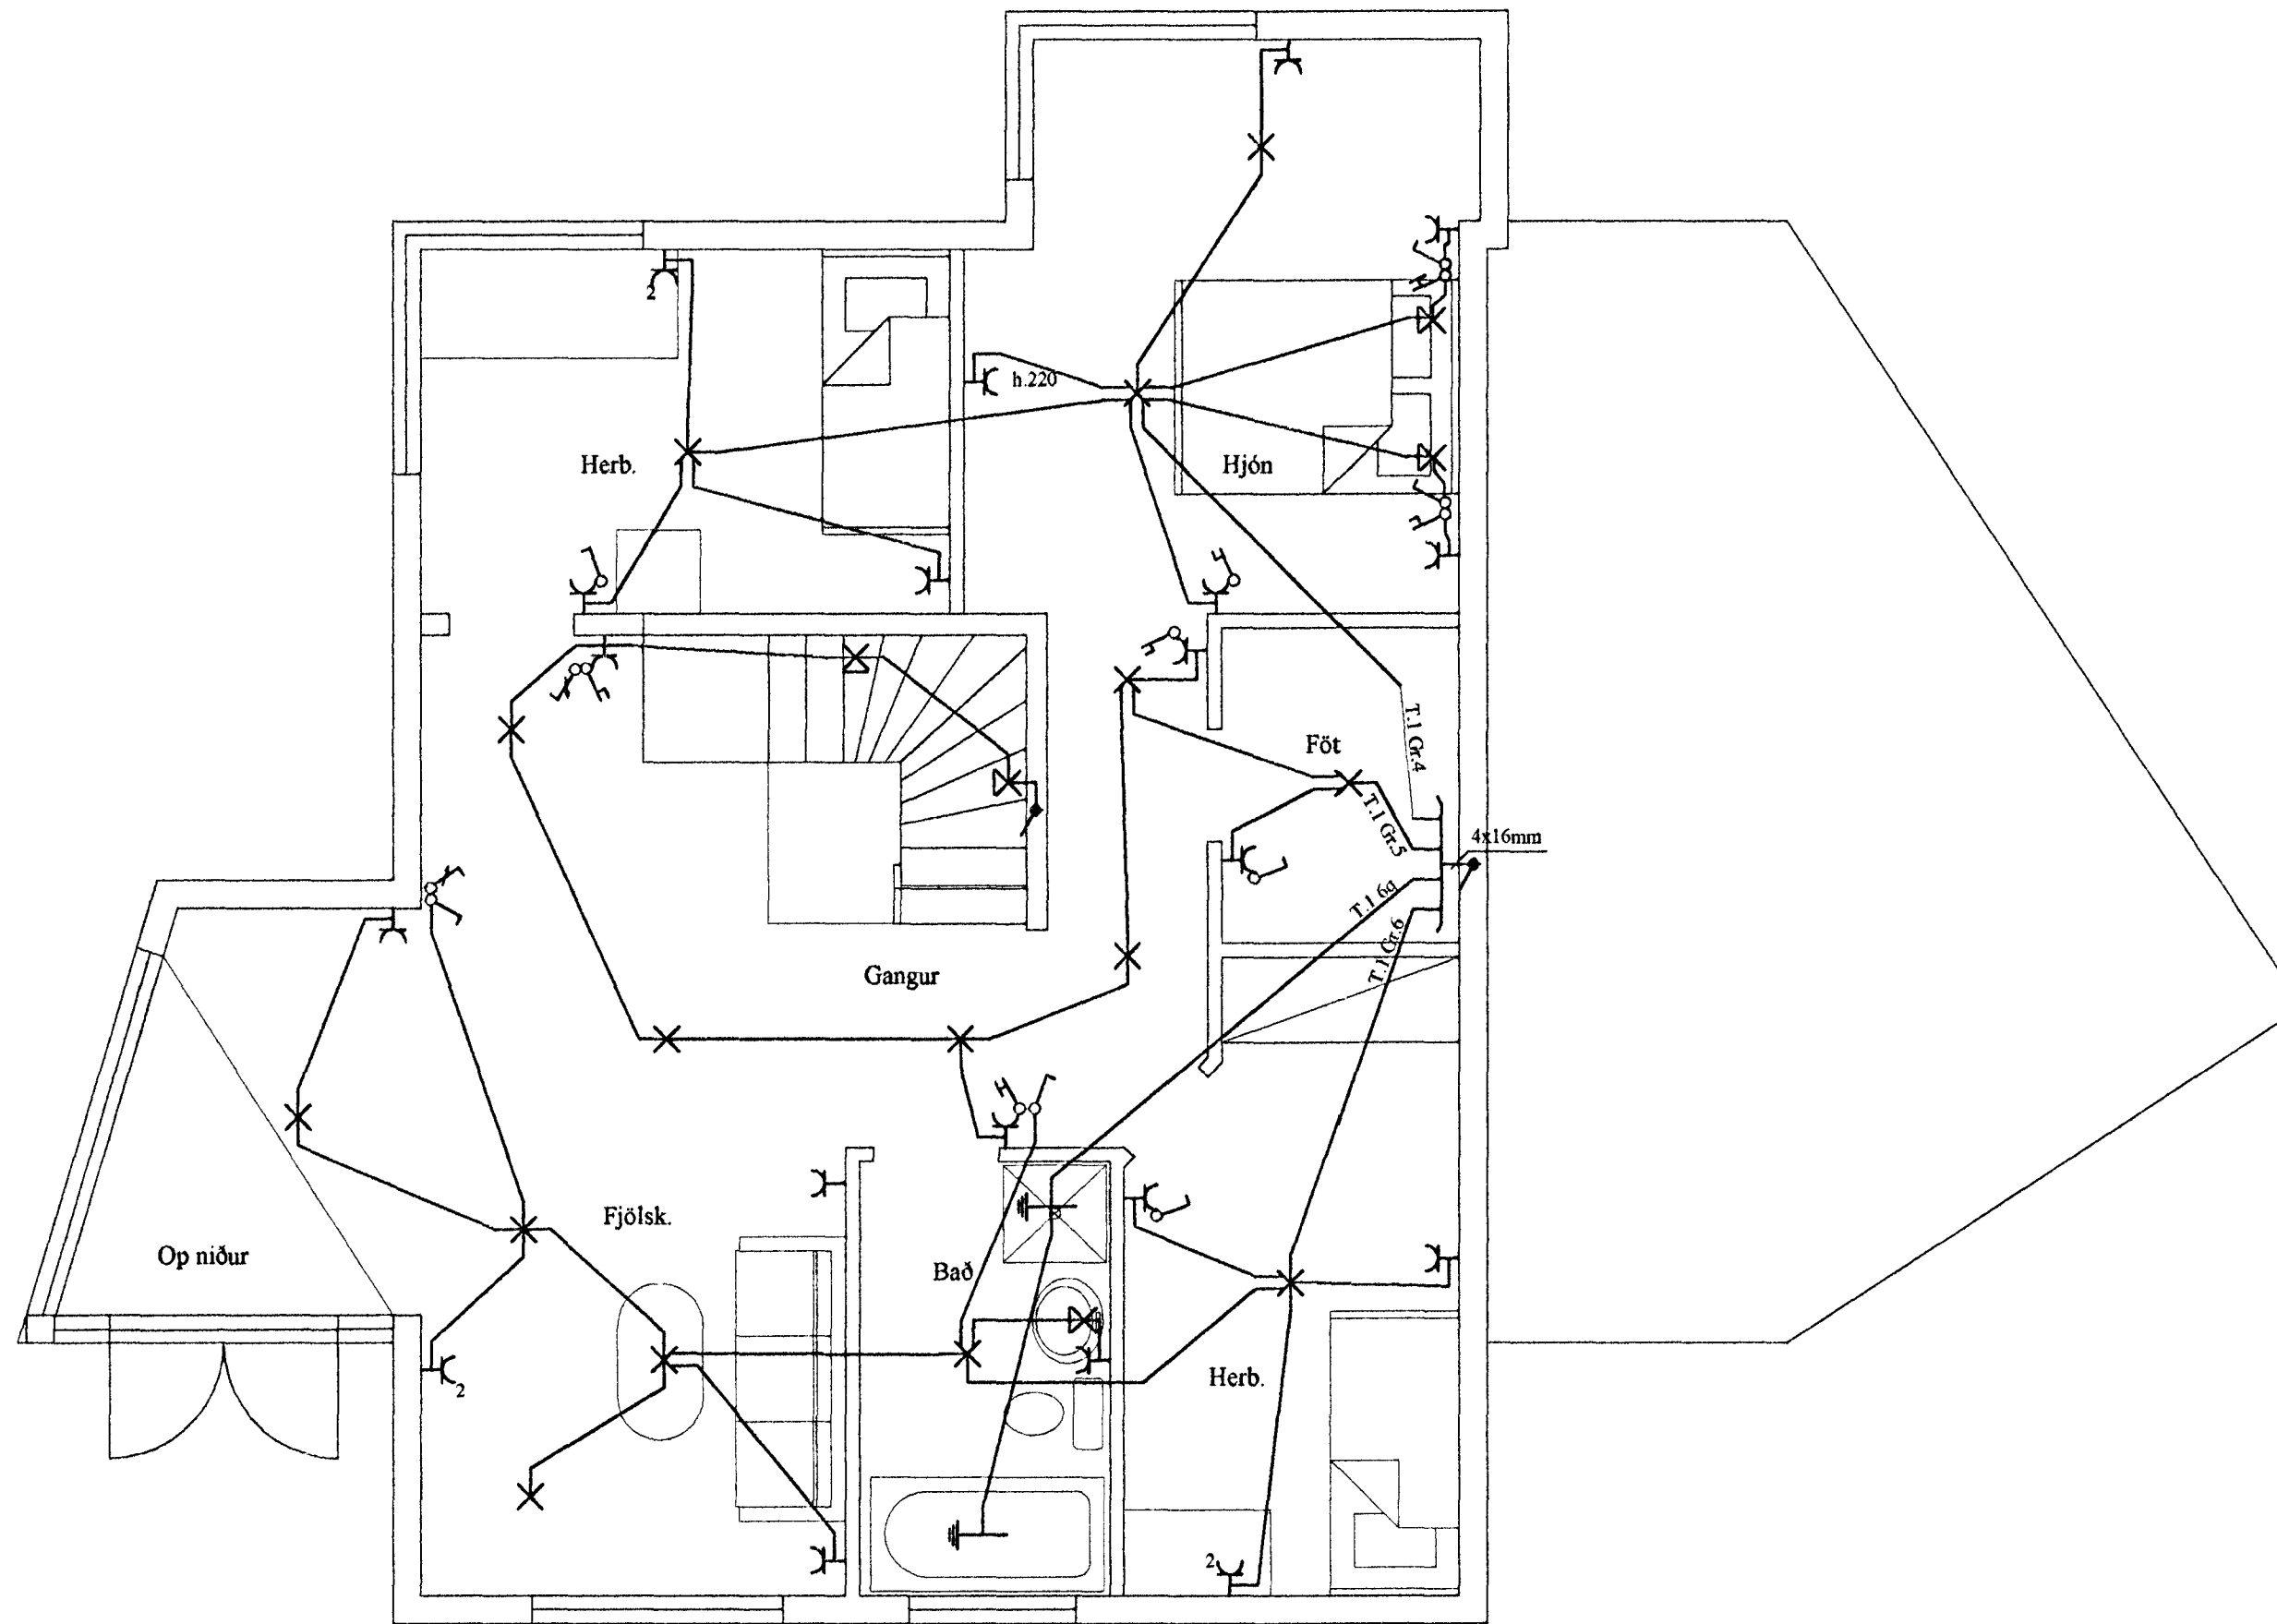 2
h.220
Herb.
Hjón
T.1 Gr.4
Föt
T.1 Gr.5
4x16mm
T.1 6q
T.1 Gr.6
Gangur
Fjölsk.
Op niður
Bað
Herb.
2
2